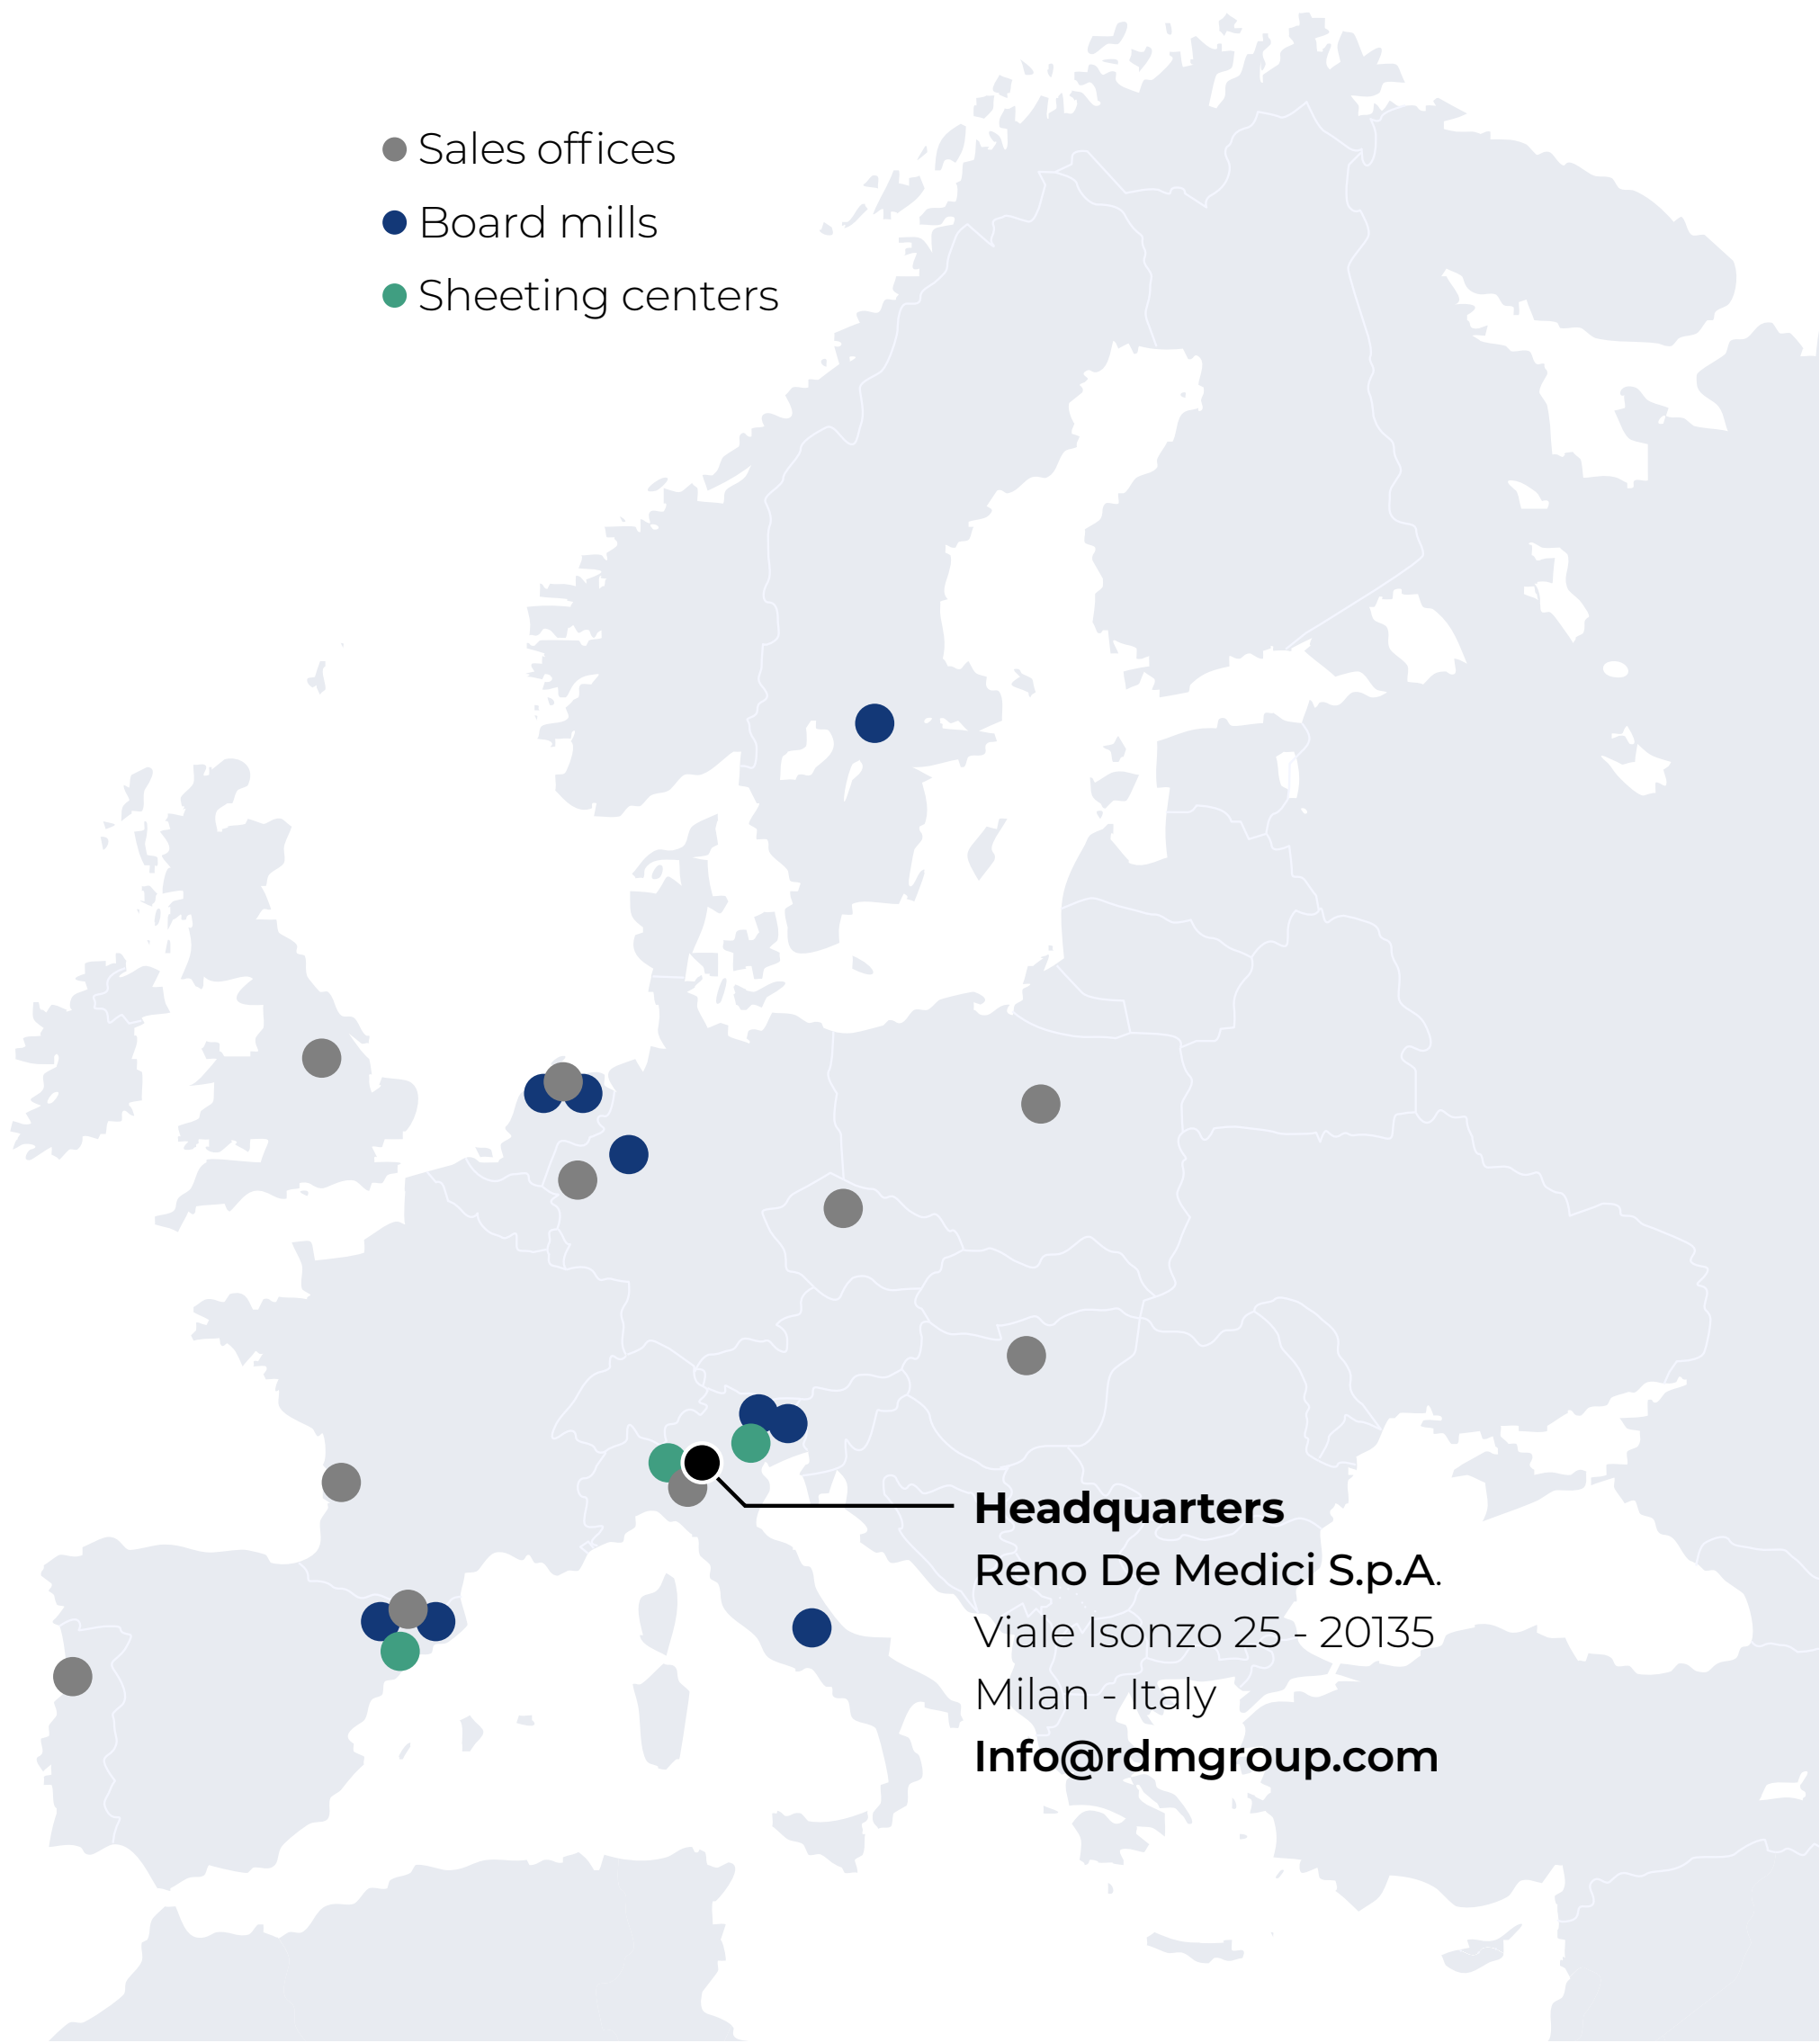 Sales offices
Board mills
Sheeting centers
Headquarters
Reno De Medici S.p.A.
Viale Isonzo 25 - 20135
Milan - Italy
Info@rdmgroup.com